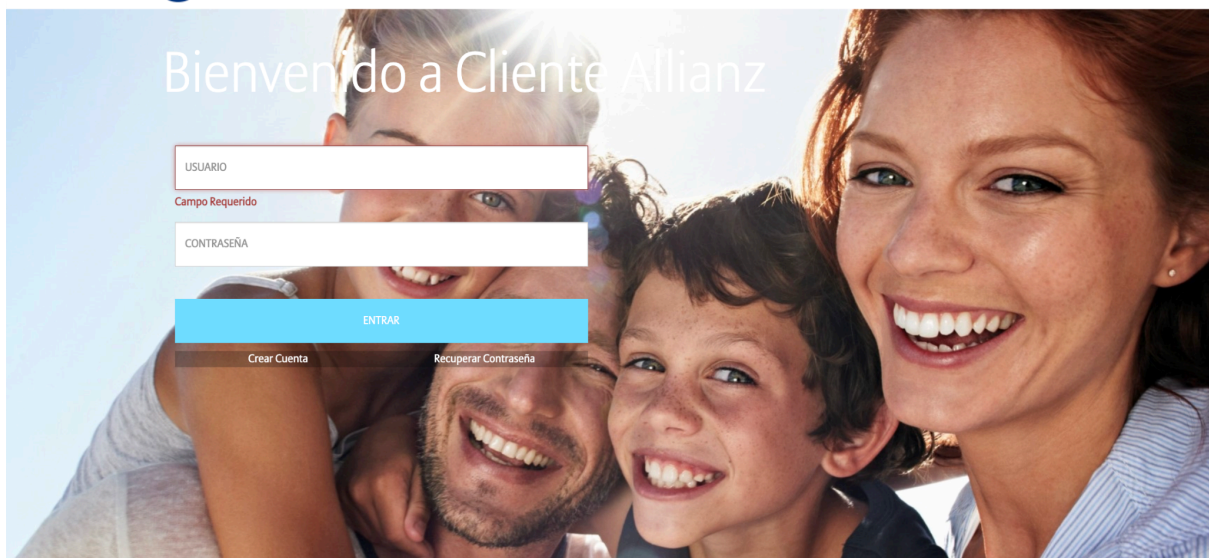 Bienvenido a Cliente Allianz
USUARIO
Campo Requerido
CONTRASEÑA
ENTRAR
Crear Cuenta
Recuperar Contraseña